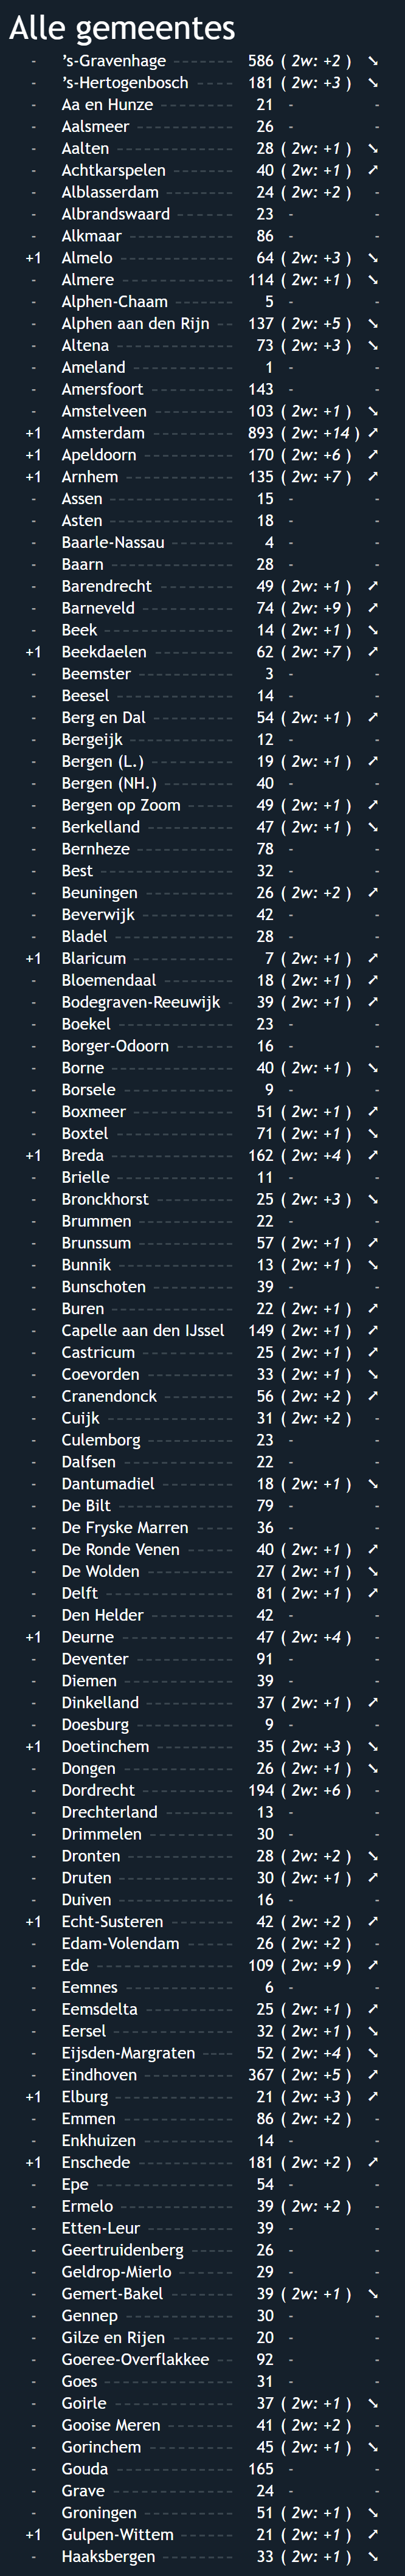 Alle gemeentes
- ’s-Gravenhage ------- 586 ( 2w: +2 ) ➘
- ’s-Hertogenbosch ----- 181 ( 2w: +3 ) ➘
- Aa en Hunze -------- 21 - -
- Aalsmeer ---------- 26 - -
- Aalten ------------ 28 ( 2w: +1 ) ➘
- Achtkarspelen ------- 40 ( 2w: +1 ) ➚
- Alblasserdam ------- 24 ( 2w: +2 ) -
- Albrandswaard ------ 23 - -
- Alkmaar ----------- 86 - -
+1 Almelo ----------- 64 ( 2w: +3 ) ➘
- Almere ----------- 114 ( 2w: +1 ) ➘
- Alphen-Chaam ------- 5 - -
- Alphen aan den Rijn -- 137 ( 2w: +5 ) ➘
- Altena ----------- 73 ( 2w: +3 ) ➘
- Ameland ---------- 1 - -
- Amersfoort -------- 143 - -
- Amstelveen -------- 103 ( 2w: +1 ) ➘
+1 Amsterdam --------- 893 ( 2w: +14 ) ➚
+1 Apeldoorn ---------- 170 ( 2w: +6 ) ➚
+1 Arnhem ----------- 135 ( 2w: +7 ) ➚
- Assen ------------ 15 - -
- Asten ------------ 18 - -
- Baarle-Nassau ------- 4 - -
- Baarn ------------ 28 - -
- Barendrecht -------- 49 ( 2w: +1 ) ➚
- Barneveld ---------- 74 ( 2w: +9 ) ➚
- Beek ------------- 14 ( 2w: +1 ) ➘
+1 Beekdaelen --------- 62 ( 2w: +7 ) ➚
- Beemster ---------- 3 - -
- Beesel ------------ 14 - -
- Berg en Dal --------- 54 ( 2w: +1 ) ➚
- Bergeijk ----------- 12 - -
- Bergen (L.) --------- 19 ( 2w: +1 ) ➚
- Bergen (NH.) ------- 40 - -
- Bergen op Zoom ----- 49 ( 2w: +1 ) ➚
- Berkelland --------- 47 ( 2w: +1 ) ➘
- Bernheze ---------- 78 - -
- Best ------------- 32 - -
- Beuningen --------- 26 ( 2w: +2 ) ➚
- Beverwijk ---------- 42 - -
- Bladel ------------ 28 - -
+1 Blaricum ---------- 7 ( 2w: +1 ) ➚
- Bloemendaal -------- 18 ( 2w: +1 ) ➚
- Bodegraven-Reeuwijk - 39 ( 2w: +1 ) ➚
- Boekel ------------ 23 - -
- Borger-Odoorn ------ 16 - -
- Borne ------------ 40 ( 2w: +1 ) ➘
- Borsele ----------- 9 - -
- Boxmeer ----------- 51 ( 2w: +1 ) ➚
- Boxtel ------------ 71 ( 2w: +1 ) ➘
+1 Breda ------------ 162 ( 2w: +4 ) ➚
- Brielle ------------ 11 - -
- Bronckhorst -------- 25 ( 2w: +3 ) ➘
- Brummen ---------- 22 - -
- Brunssum ---------- 57 ( 2w: +1 ) ➚
- Bunnik ----------- 13 ( 2w: +1 ) ➘
- Bunschoten --------- 39 - -
- Buren ------------ 22 ( 2w: +1 ) ➚
- Capelle aan den IJssel 149 ( 2w: +1 ) ➚
- Castricum ---------- 25 ( 2w: +1 ) ➚
- Coevorden --------- 33 ( 2w: +1 ) ➘
- Cranendonck -------- 56 ( 2w: +2 ) ➚
- Cuijk ------------- 31 ( 2w: +2 ) -
- Culemborg --------- 23 - -
- Dalfsen ----------- 22 - -
- Dantumadiel -------- 18 ( 2w: +1 ) ➘
- De Bilt ------------ 79 - -
- De Fryske Marren ---- 36 - -
- De Ronde Venen ----- 40 ( 2w: +1 ) ➚
- De Wolden --------- 27 ( 2w: +1 ) ➘
- Delft ------------- 81 ( 2w: +1 ) ➚
- Den Helder --------- 42 - -
+1 Deurne ----------- 47 ( 2w: +4 ) -
- Deventer ---------- 91 - -
- Diemen ----------- 39 - -
- Dinkelland --------- 37 ( 2w: +1 ) ➚
- Doesburg ---------- 9 - -
+1 Doetinchem -------- 35 ( 2w: +3 ) ➘
- Dongen ----------- 26 ( 2w: +1 ) ➘
- Dordrecht ---------- 194 ( 2w: +6 ) -
- Drechterland ------- 13 - -
- Drimmelen --------- 30 - -
- Dronten ----------- 28 ( 2w: +2 ) ➘
- Druten ----------- 30 ( 2w: +1 ) ➚
- Duiven ----------- 16 - -
+1 Echt-Susteren ------- 42 ( 2w: +2 ) ➚
- Edam-Volendam ----- 26 ( 2w: +2 ) -
- Ede ------------- 109 ( 2w: +9 ) ➚
- Eemnes ----------- 6 - -
- Eemsdelta --------- 25 ( 2w: +1 ) ➚
- Eersel ------------ 32 ( 2w: +1 ) ➘
- Eijsden-Margraten ---- 52 ( 2w: +4 ) ➘
- Eindhoven ---------- 367 ( 2w: +5 ) ➚
+1 Elburg ------------ 21 ( 2w: +3 ) ➚
- Emmen ----------- 86 ( 2w: +2 ) -
- Enkhuizen --------- 14 - -
+1 Enschede ---------- 181 ( 2w: +2 ) ➚
- Epe ------------- 54 - -
- Ermelo ----------- 39 ( 2w: +2 ) -
- Etten-Leur --------- 39 - -
- Geertruidenberg ----- 26 - -
- Geldrop-Mierlo ------ 29 - -
- Gemert-Bakel ------- 39 ( 2w: +1 ) ➘
- Gennep ----------- 30 - -
- Gilze en Rijen ------- 20 - -
- Goeree-Overflakkee -- 92 - -
- Goes ------------- 31 - -
- Goirle ------------ 37 ( 2w: +1 ) ➘
- Gooise Meren ------- 41 ( 2w: +2 ) -
- Gorinchem --------- 45 ( 2w: +1 ) ➘
- Gouda ------------ 165 - -
- Grave ------------ 24 - -
- Groningen ---------- 51 ( 2w: +1 ) ➘
+1 Gulpen-Wittem ------ 21 ( 2w: +1 ) ➚
- Haaksbergen -------- 33 ( 2w: +1 ) ➘